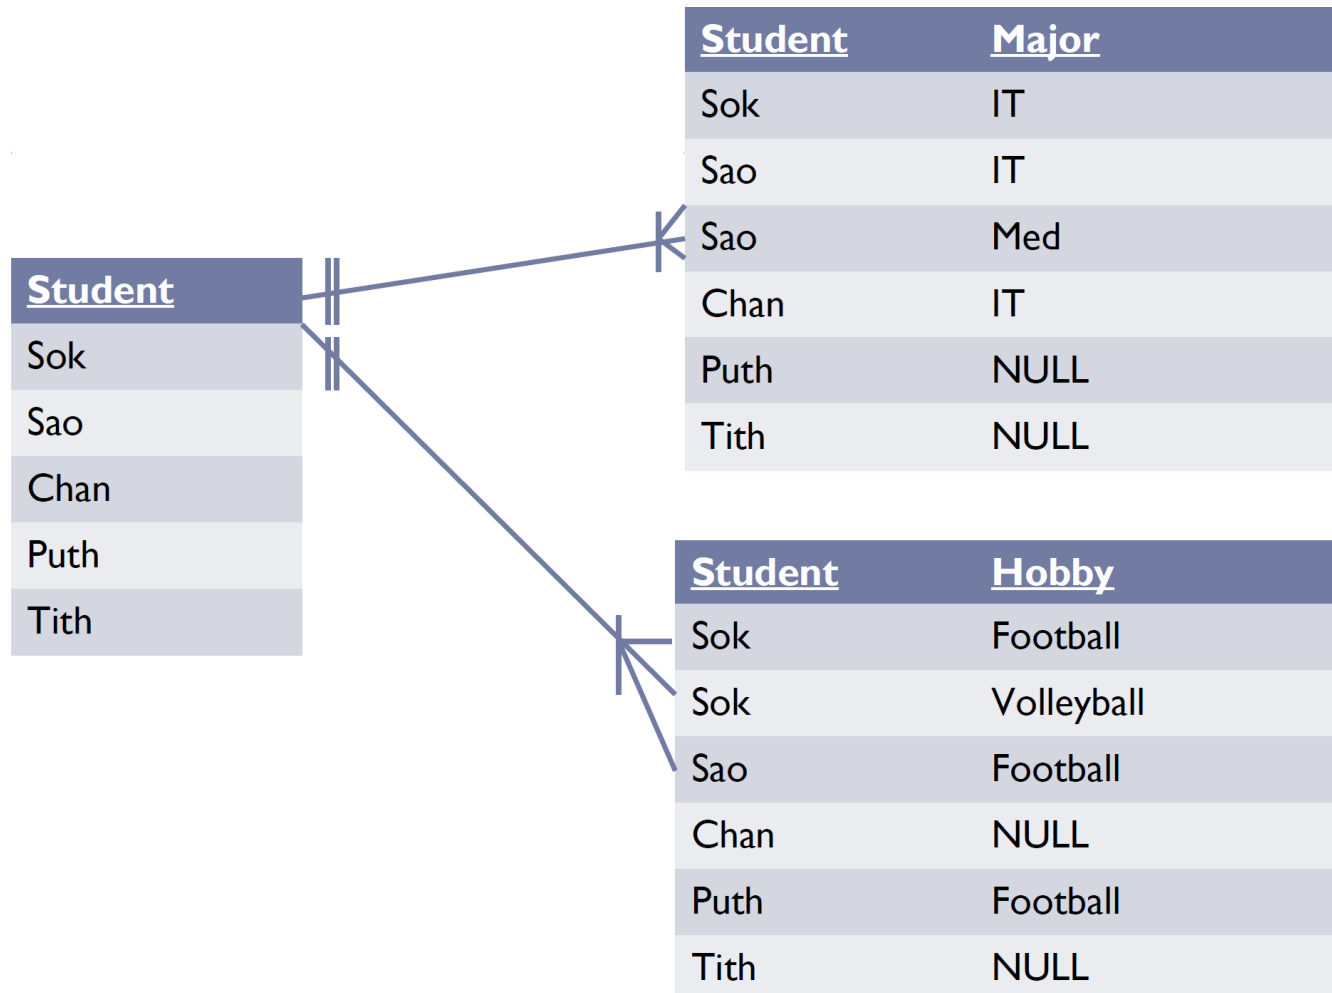 Student
Sok
Sao
Chan
Puth
Tith
Student Major
Sok IT
Sao IT
Sao Med
Chan IT
Puth NULL
Tith NULL
Student Hobby
Sok Football
Sok Volleyball
Sao Football
Chan NULL
Puth Football
Tith NULL